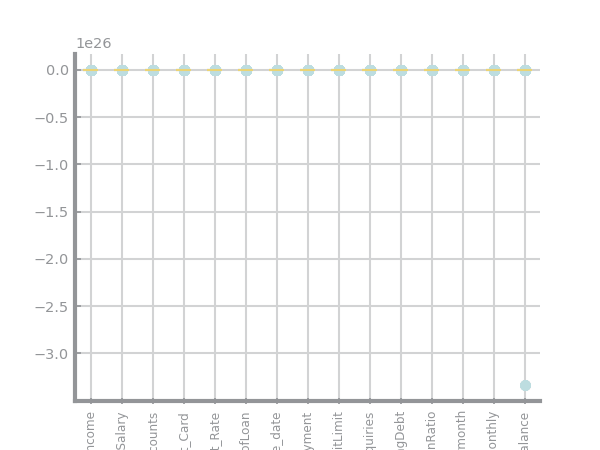 1e26
0.0
−0.5
−1.0
−1.5
−2.0
−2.5
−3.0
ncome
Salary
counts
t_Card
t_Rate
ofLoan
e_date
yment
itLimit
quiries
ngDebt
nRatio
month
onthly
alance